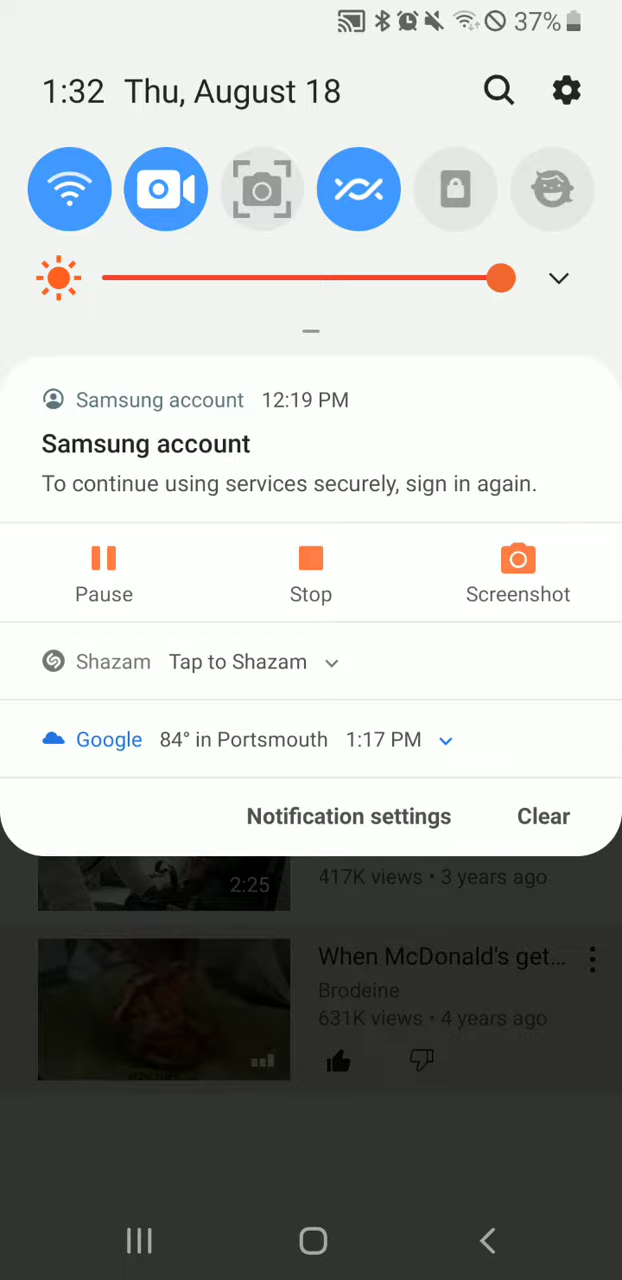 37%
1:32 Thu, August 18
Samsung account 12:19 PM
Samsung account
To continue using services securely, sign in again.
Pause Stop Screenshot
Shazam Tap to Shazam
Google 84° in Portsmouth 1:17 PM
Notification settings Clear
2:25 417K views • 3 years ago
When McDonald's get...
Brodeine
631K views • 4 years ago